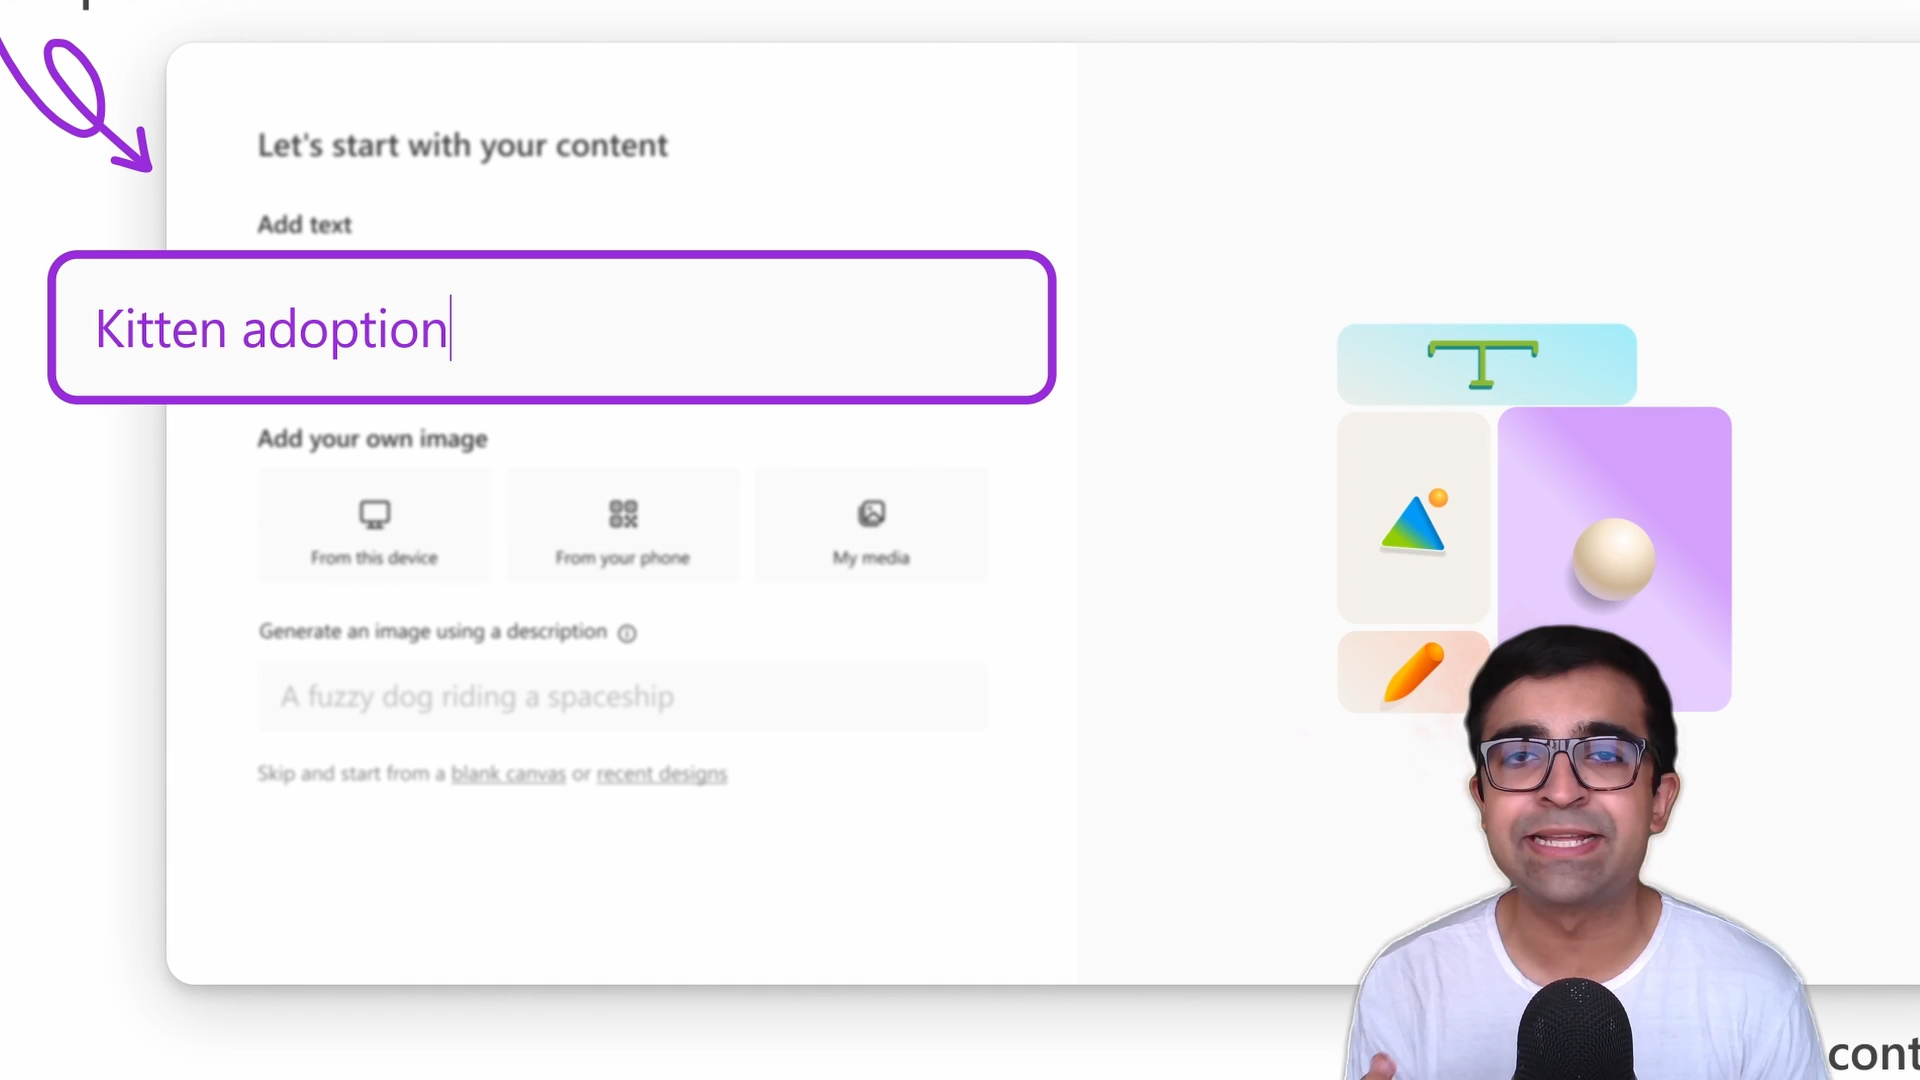 Let's start with your content
Add text
Kitten adoption
Add your own image
From this device
From your phone
My media
Generate an image using a description
A fuzzy dog riding a spaceship
Skip and start from a blank canvas or recent designs
cont